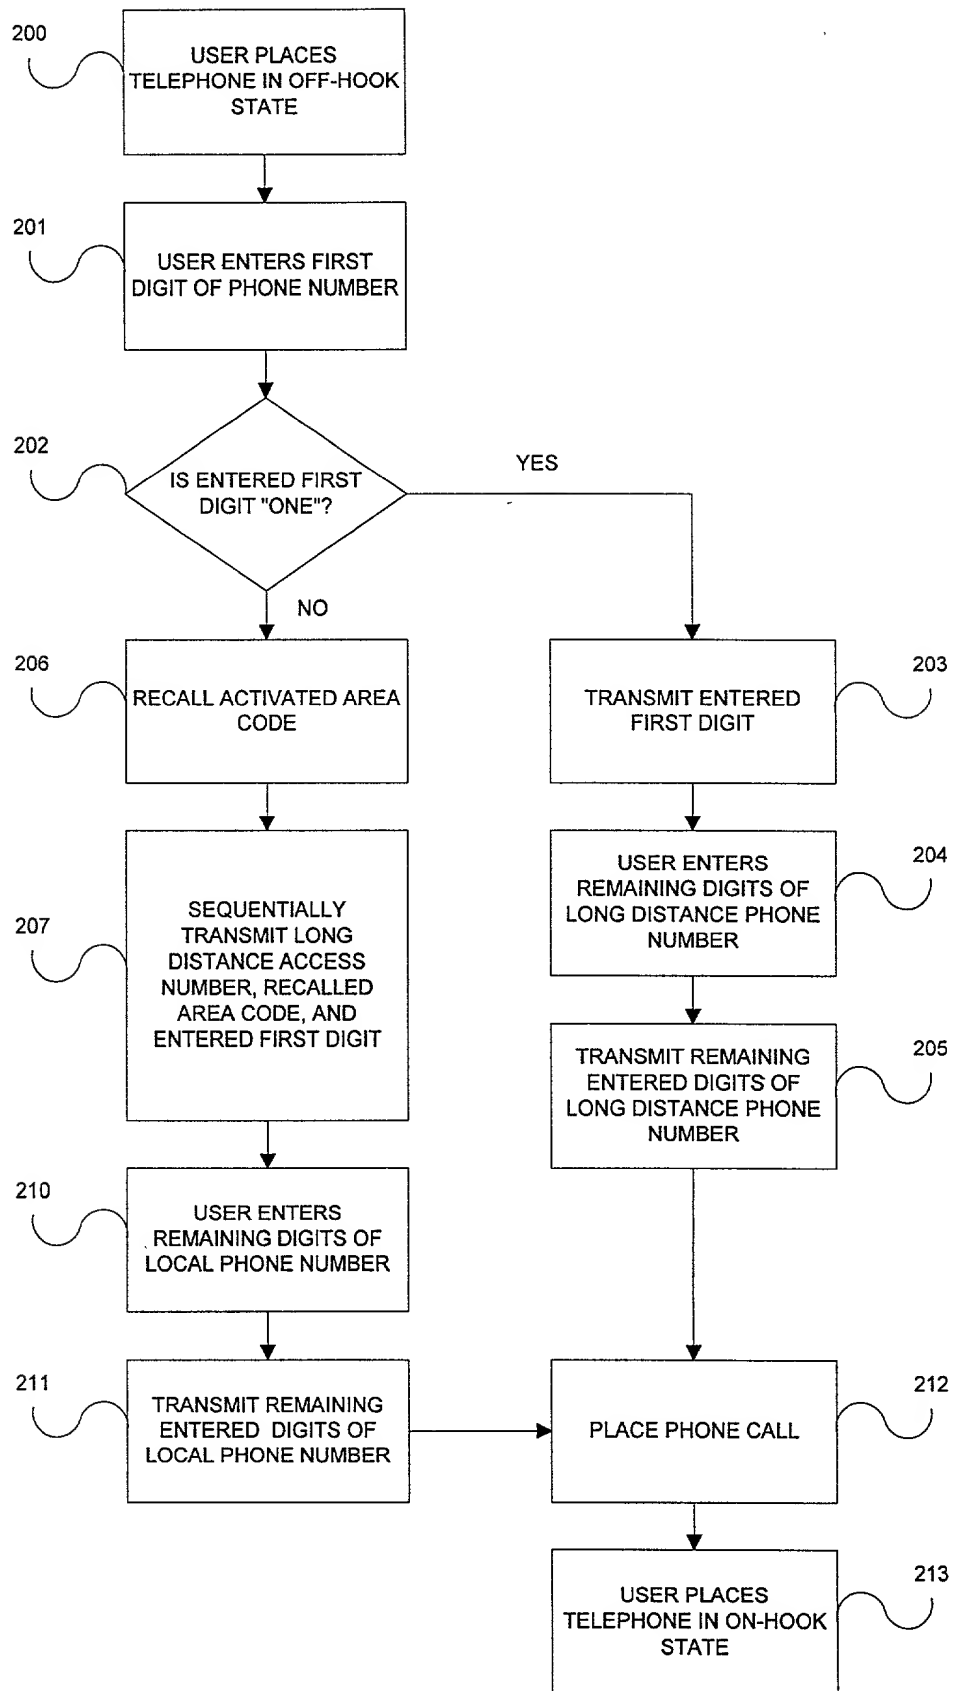 200
USER PLACES
TELEPHONE IN OFF-HOOK
STATE
201
USER ENTERS FIRST
DIGIT OF PHONE NUMBER
202
IS ENTERED FIRST
DIGIT "ONE"?
YES
NO
206
RECALL ACTIVATED AREA
CODE
203
TRANSMIT ENTERED
FIRST DIGIT
207
SEQUENTIALLY
TRANSMIT LONG
DISTANCE ACCESS
NUMBER, RECALLED
AREA CODE, AND
ENTERED FIRST DIGIT
204
USER ENTERS
REMAINING DIGITS OF
LONG DISTANCE PHONE
NUMBER
205
TRANSMIT REMAINING
ENTERED DIGITS OF
LONG DISTANCE PHONE
NUMBER
210
USER ENTERS
REMAINING DIGITS OF
LOCAL PHONE NUMBER
211
TRANSMIT REMAINING
ENTERED DIGITS OF
LOCAL PHONE NUMBER
212
PLACE PHONE CALL
213
USER PLACES
TELEPHONE IN ON-HOOK
STATE